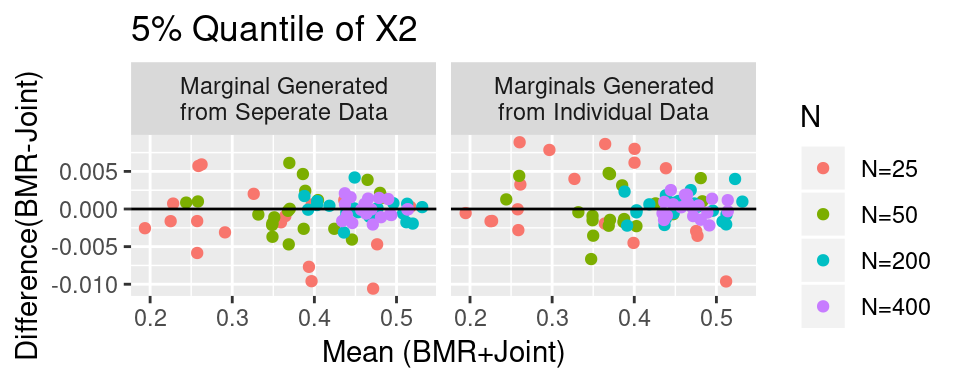 5% Quantile of X2
Marginal Generated
from Seperate Data
Marginals Generated
from Individual Data
Difference(BMR-Joint)
0.005
0.000
-0.005
-0.010
0.2 0.3 0.4 0.5
0.2 0.3 0.4 0.5
Mean (BMR+Joint)
N
N=25
N=50
N=200
N=400